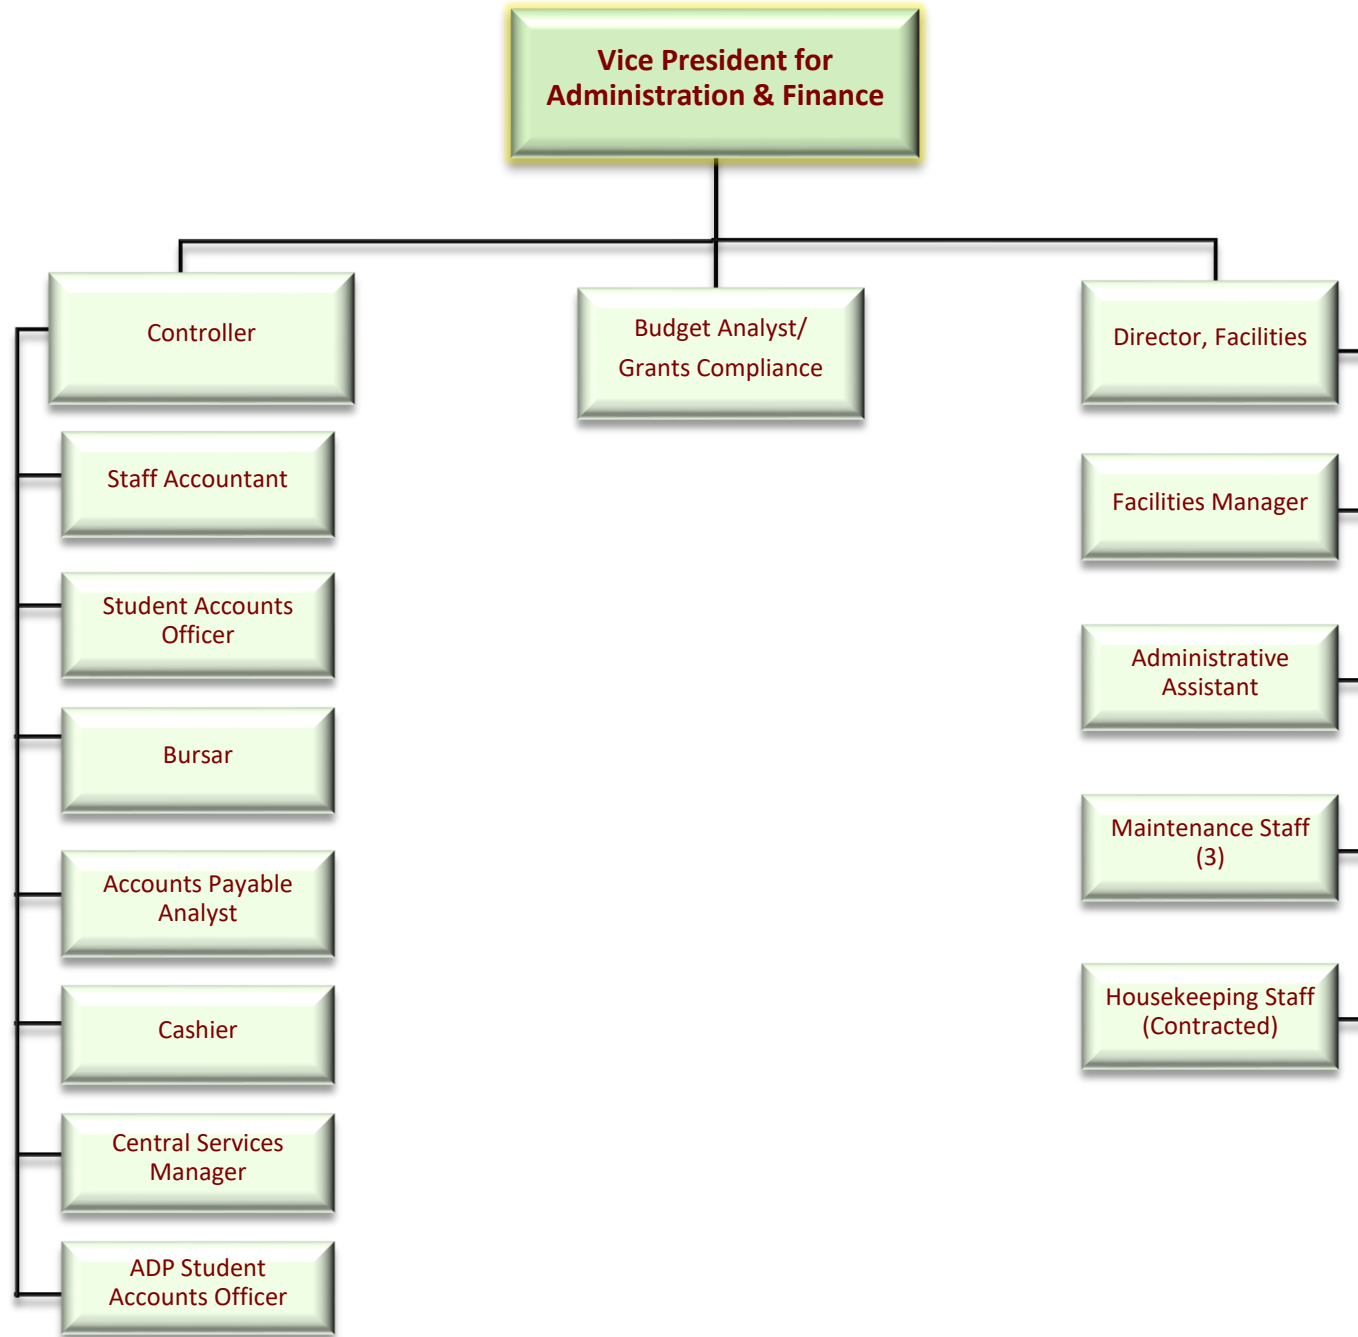 Vice President for
Administration & Finance
Controller
Budget Analyst/
Grants Compliance
Director, Facilities
Staff Accountant
Student Accounts
Officer
Bursar
Accounts Payable
Analyst
Cashier
Central Services
Manager
ADP Student
Accounts Officer
Facilities Manager
Administrative
Assistant
Maintenance Staff
(3)
Housekeeping Staff
(Contracted)